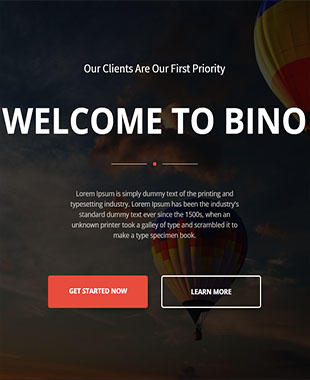 Our Clients Are Our First Priority
WELCOME TO BINO
Lorem Ipsum is simply dummy text of the printing and
typesetting industry. Lorem Ipsum has been the industry's
standard dummy text ever since the 1500s, when an
unknown printer took a galley of type and scrambled it to
make a type specimen book.
GET STARTED NOW
LEARN MORE